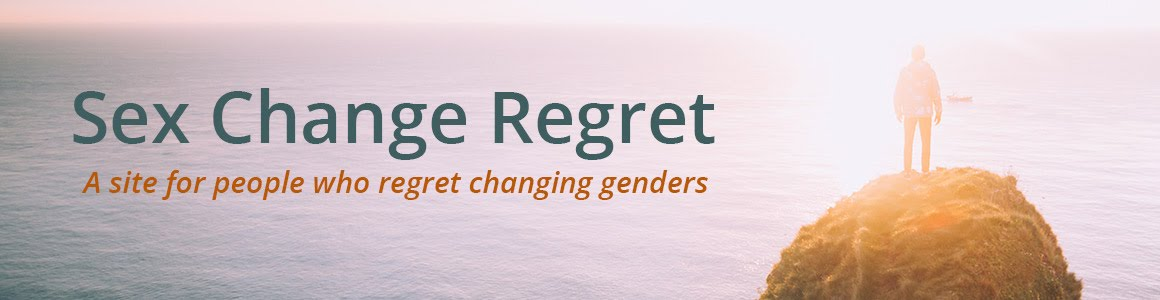 Sex Change Regret
A site for people who regret changing genders